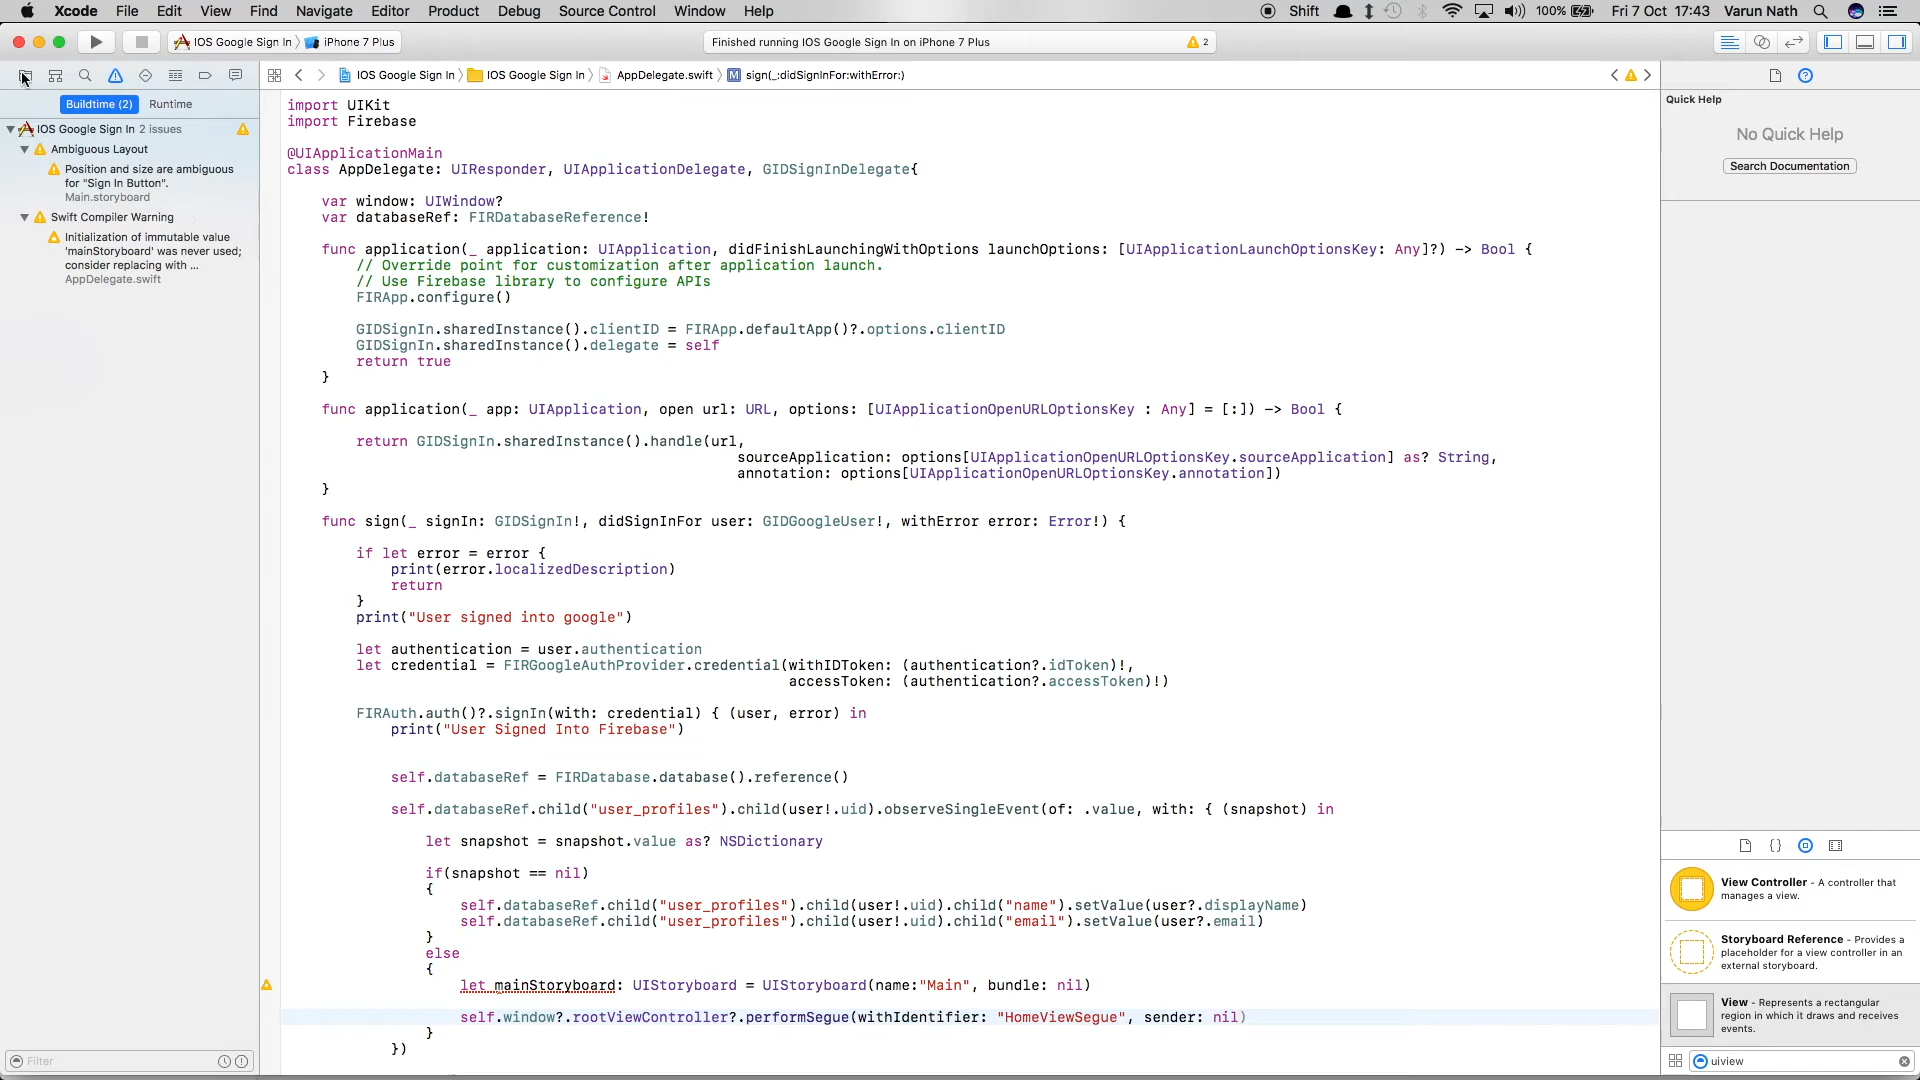 Xcode File Edit View Find Navigate Editor Product Debug Source Control Window Help Shift 100% Fri 7 Oct 17:43 Varun Nath
IOS Google Sign In iPhone 7 Plus Finished running IOS Google Sign In on iPhone 7 Plus 2
IOS Google Sign In IOS Google Sign In AppDelegate.swift M sign(_:didSignInFor:withError:)
Buildtime (2) Runtime
IOS Google Sign In 2 issues
Ambiguous Layout
Position and size are ambiguous
for "Sign In Button".
Main.storyboard
Swift Compiler Warning
Initialization of immutable value
'mainStoryboard' was never used;
consider replacing with ...
AppDelegate.swift
Filter
import UIKit
import Firebase
@UIApplicationMain
class AppDelegate: UIResponder, UIApplicationDelegate, GIDSignInDelegate{
var window: UIWindow?
var databaseRef: FIRDatabaseReference!
func application(_ application: UIApplication, didFinishLaunchingWithOptions launchOptions: [UIApplicationLaunchOptionsKey: Any]?) -> Bool {
// Override point for customization after application launch.
// Use Firebase library to configure APIs
FIRApp.configure()
GIDSignIn.sharedInstance().clientID = FIRApp.defaultApp()?.options.clientID
GIDSignIn.sharedInstance().delegate = self
return true
}
func application(_ app: UIApplication, open url: URL, options: [UIApplicationOpenURLOptionsKey : Any] = [:]) -> Bool {
return GIDSignIn.sharedInstance().handle(url,
sourceApplication: options[UIApplicationOpenURLOptionsKey.sourceApplication] as? String,
annotation: options[UIApplicationOpenURLOptionsKey.annotation])
}
func sign(_ signIn: GIDSignIn!, didSignInFor user: GIDGoogleUser!, withError error: Error!) {
if let error = error {
print(error.localizedDescription)
return
}
print("User signed into google")
let authentication = user.authentication
let credential = FIRGoogleAuthProvider.credential(withIDToken: (authentication?.idToken)!,
accessToken: (authentication?.accessToken)!)
FIRAuth.auth()?.signIn(with: credential) { (user, error) in
print("User Signed Into Firebase")
self.databaseRef = FIRDatabase.database().reference()
self.databaseRef.child("user_profiles").child(user!.uid).observeSingleEvent(of: .value, with: { (snapshot) in
let snapshot = snapshot.value as? NSDictionary
if(snapshot == nil)
{
self.databaseRef.child("user_profiles").child(user!.uid).child("name").setValue(user?.displayName)
self.databaseRef.child("user_profiles").child(user!.uid).child("email").setValue(user?.email)
}
else
{
let mainStoryboard: UIStoryboard = UIStoryboard(name:"Main", bundle: nil)
self.window?.rootViewController?.performSegue(withIdentifier: "HomeViewSegue", sender: nil)
}
})
Quick Help
No Quick Help
Search Documentation
{}
View Controller - A controller that
manages a view.
Storyboard Reference - Provides a
placeholder for a view controller in an
external storyboard.
View - Represents a rectangular
region in which it draws and receives
events.
uiview